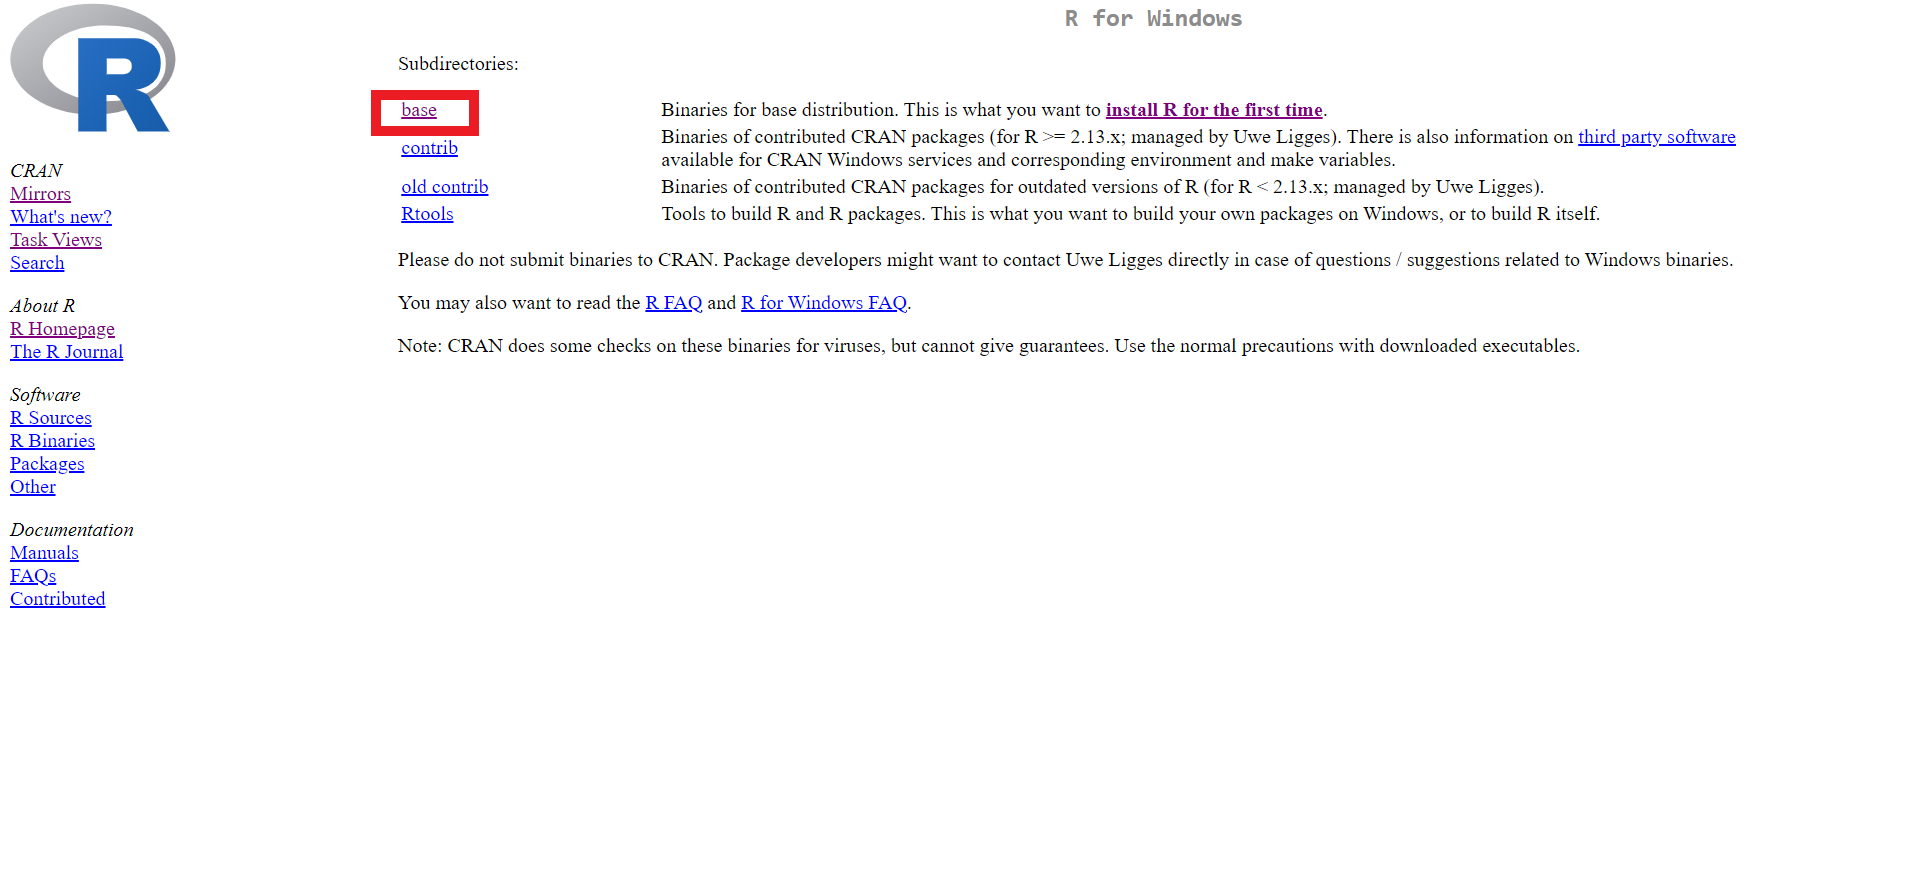 R
CRAN
Mirrors
What's new?
Task Views
Search
About R
R Homepage
The R Journal
Software
R Sources
R Binaries
Packages
Other
Documentation
Manuals
FAQs
Contributed
R for Windows
Subdirectories:
base Binaries for base distribution. This is what you want to install R for the first time.
contrib Binaries of contributed CRAN packages (for R >= 2.13.x; managed by Uwe Ligges). There is also information on third party software
available for CRAN Windows services and corresponding environment and make variables.
old contrib Binaries of contributed CRAN packages for outdated versions of R (for R < 2.13.x; managed by Uwe Ligges).
Rtools Tools to build R and R packages. This is what you want to build your own packages on Windows, or to build R itself.
Please do not submit binaries to CRAN. Package developers might want to contact Uwe Ligges directly in case of questions / suggestions related to Windows binaries.
You may also want to read the R FAQ and R for Windows FAQ.
Note: CRAN does some checks on these binaries for viruses, but cannot give guarantees. Use the normal precautions with downloaded executables.